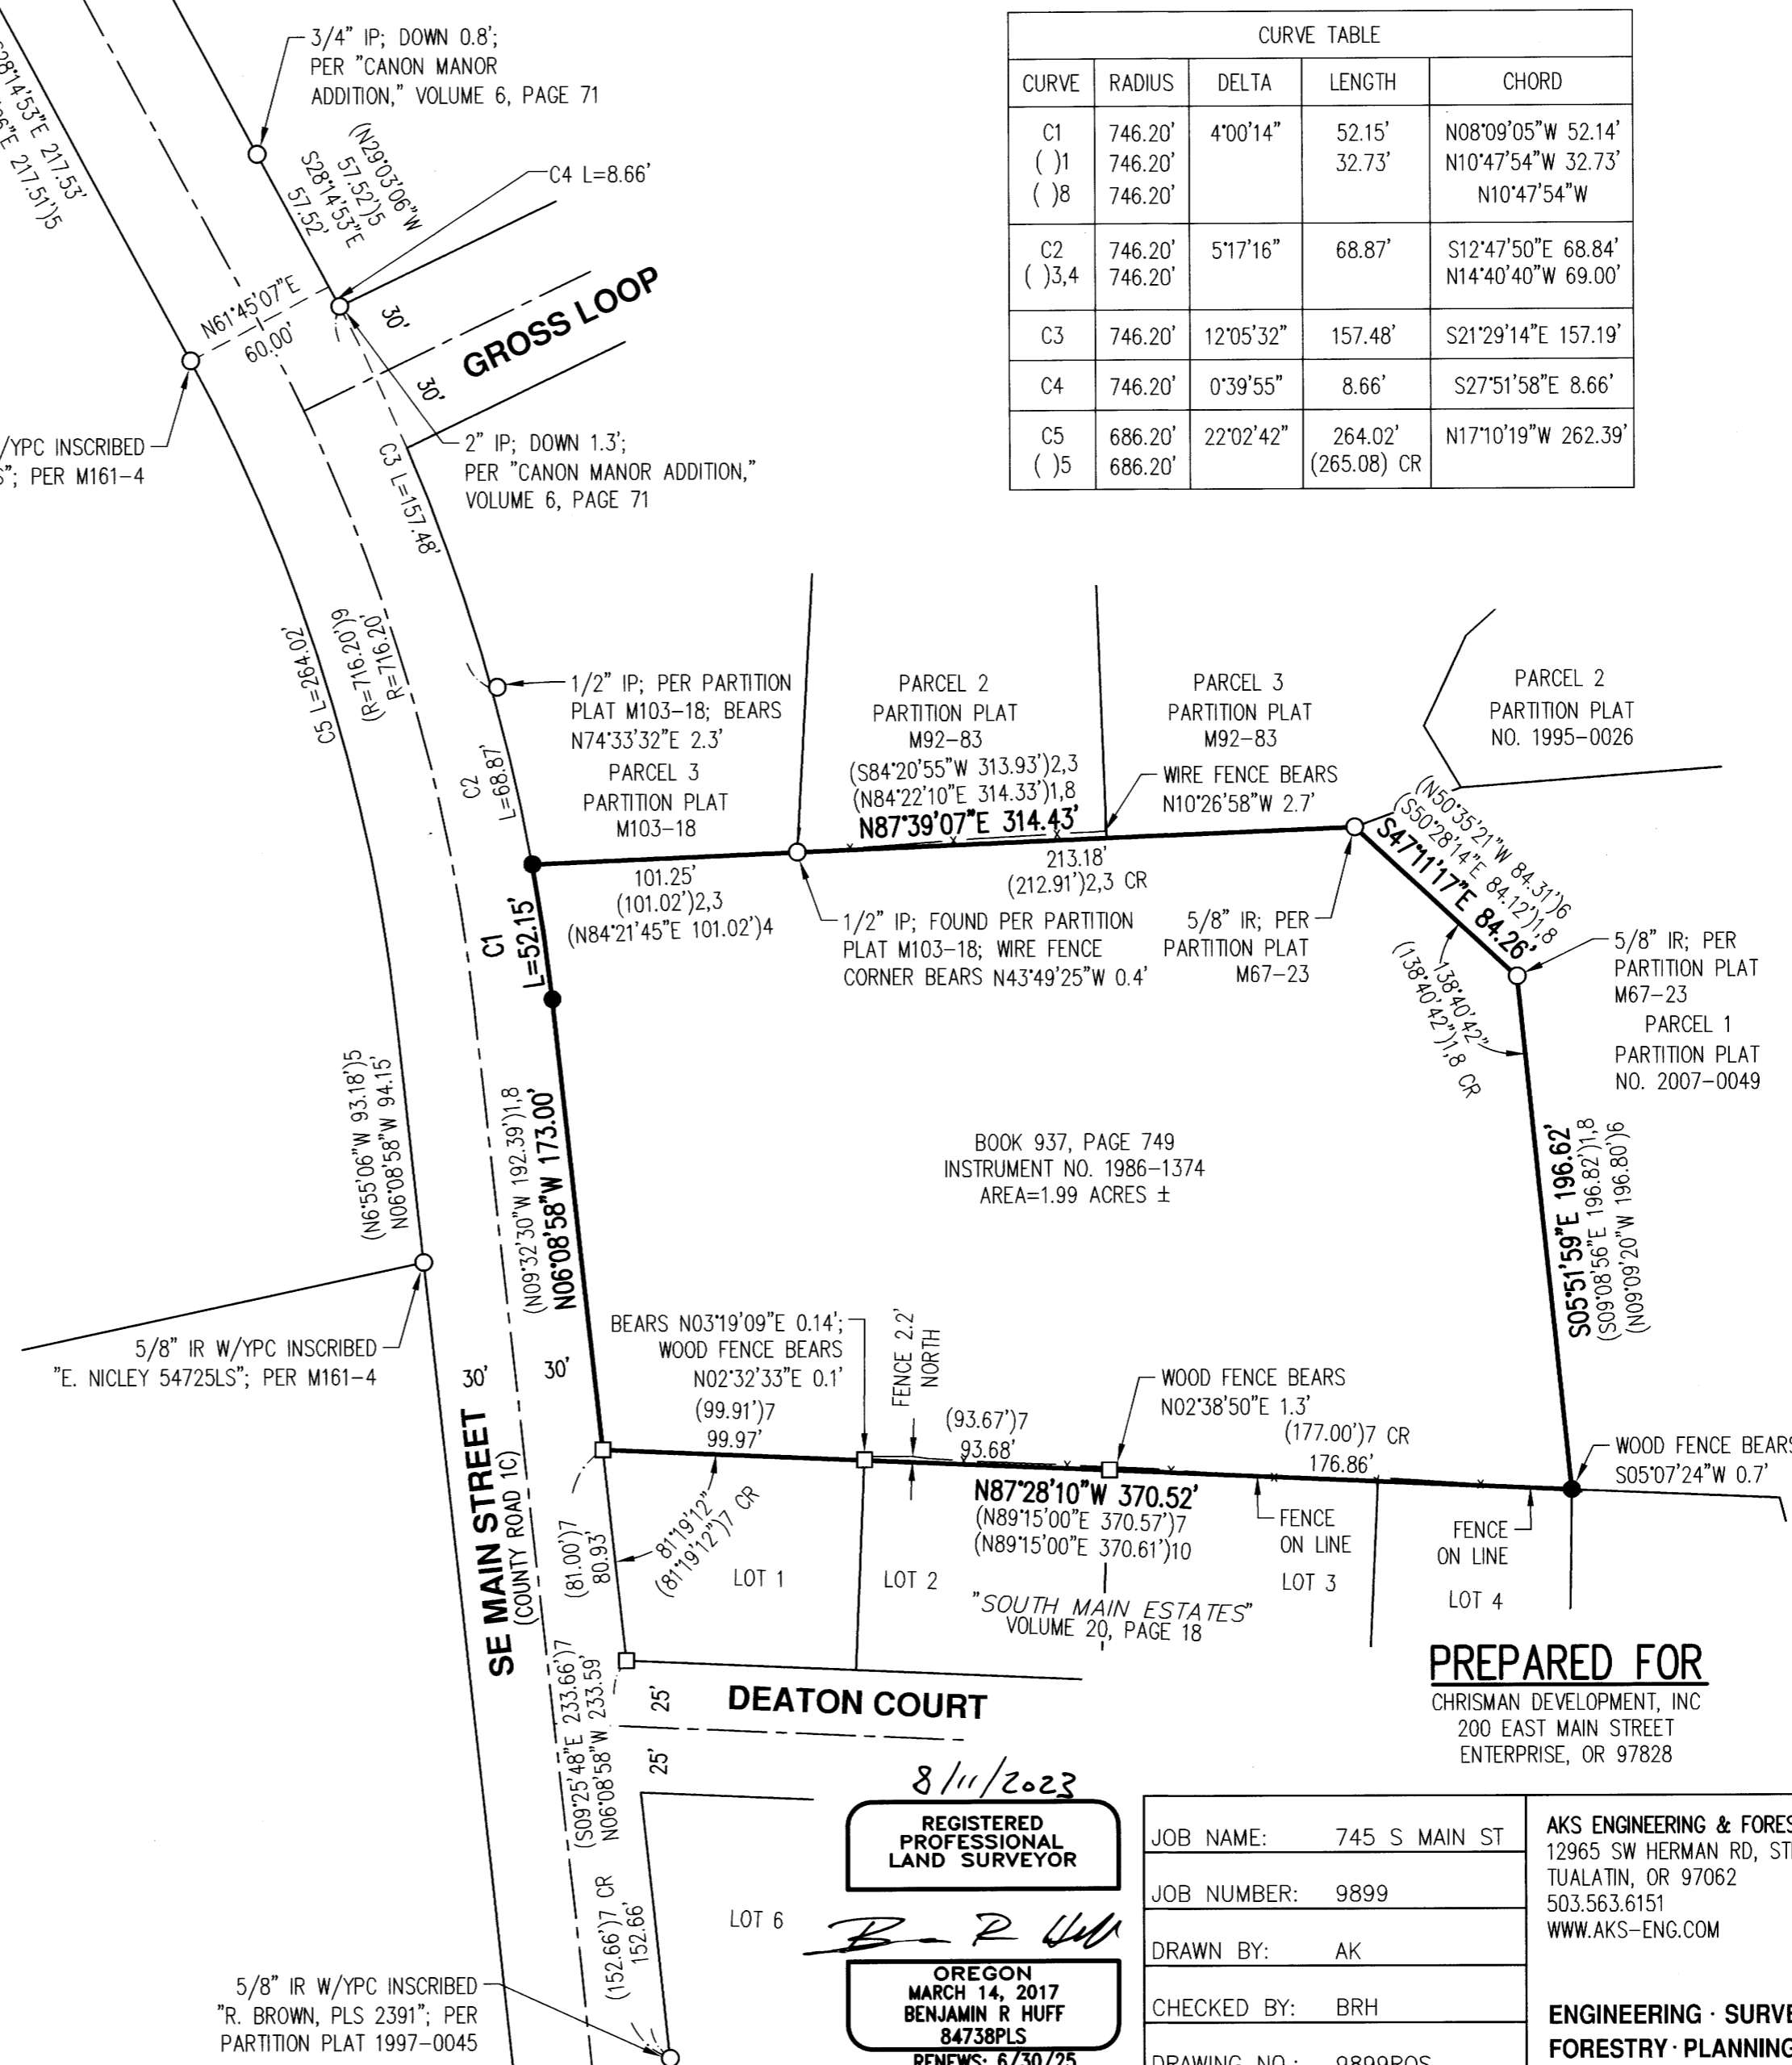 CURVE TABLE
CURVE RADIUS DELTA LENGTH CHORD
C1 746.20' 4°00'14" 52.15' N08°09'05"W 52.14'
( )1 746.20' 32.73' N10°47'54"W 32.73'
( )8 746.20' N10°47'54"W
C2 746.20' 5°17'16" 68.87' S12°47'50"E 68.84'
( )3,4 746.20' N14°40'40"W 69.00'
C3 746.20' 12°05'32" 157.48' S21°29'14"E 157.19'
C4 746.20' 0°39'55" 8.66' S27°51'58"E 8.66'
C5 686.20' 22°02'42" 264.02' N17°10'19"W 262.39'
( )5 686.20' (265.08) CR
3/4" IP; DOWN 0.8';
PER "CANON MANOR
ADDITION," VOLUME 6, PAGE 71
S28°14'53"E 217.53'
217.51')5
(N29°03'06"W
57.52')5
S28°14'53"E
57.52'
C4 L=8.66'
N61°45'07"E
60.00'
30'
GROSS LOOP
30'
/YPC INSCRIBED
"; PER M161-4
2" IP; DOWN 1.3';
PER "CANON MANOR ADDITION,"
VOLUME 6, PAGE 71
C3 L=157.48'
C5 L=264.02'
(R=716.20')9
R=716.20'
C2
L=68.87'
1/2" IP; PER PARTITION
PLAT M103-18; BEARS
N74°33'32"E 2.3'
PARCEL 3
PARTITION PLAT
M103-18
PARCEL 2
PARTITION PLAT
M92-83
(S84°20'55"W 313.93')2,3
(N84°22'10"E 314.33')1,8
N87°39'07"E 314.43'
PARCEL 3
PARTITION PLAT
M92-83
WIRE FENCE BEARS
N10°26'58"W 2.7'
PARCEL 2
PARTITION PLAT
NO. 1995-0026
101.25'
(101.02')2,3
(N84°21'45"E 101.02')4
213.18'
(212.91')2,3 CR
1/2" IP; FOUND PER PARTITION
PLAT M103-18; WIRE FENCE
CORNER BEARS N43°49'25"W 0.4'
5/8" IR; PER
PARTITION PLAT
M67-23
(N50°35'21"W 84.31')6
(S50°28'14"E 84.12')1,8
S47°11'17"E 84.26'
138°40'42"
(138°40'42")1,8 CR
5/8" IR; PER
PARTITION PLAT
M67-23
PARCEL 1
PARTITION PLAT
NO. 2007-0049
C1
L=52.15'
(N6°55'06"W 93.18')5
N06°08'58"W 94.15'
(N09°32'30"W 192.39')1,8
N06°08'58"W 173.00'
BOOK 937, PAGE 749
INSTRUMENT NO. 1986-1374
AREA=1.99 ACRES ±
S05°51'59"E 196.62'
(S09°08'56"E 196.82')1,8
(N09°09'20"W 196.80')6
5/8" IR W/YPC INSCRIBED
"E. NICLEY 54725LS"; PER M161-4
30'
30'
SE MAIN STREET
(COUNTY ROAD 1C)
BEARS N03°19'09"E 0.14';
WOOD FENCE BEARS
N02°32'33"E 0.1'
(99.91')7
99.97'
FENCE 2.2'
NORTH
(93.67')7
93.68'
WOOD FENCE BEARS
N02°38'50"E 1.3'
(177.00')7 CR
176.86'
WOOD FENCE BEARS
S05°07'24"W 0.7'
N87°28'10"W 370.52'
(N89°15'00"E 370.57')7
(N89°15'00"E 370.61')10
FENCE
ON LINE
FENCE
ON LINE
(81.00')7
80.93'
81°19'12"
(81°19'12")7 CR
LOT 1
LOT 2
LOT 3
LOT 4
"SOUTH MAIN ESTATES"
VOLUME 20, PAGE 18
(S09°25'48"E 233.66')7
N06°08'58"W 233.59'
25'
DEATON COURT
25'
PREPARED FOR
CHRISMAN DEVELOPMENT, INC
200 EAST MAIN STREET
ENTERPRISE, OR 97828
(152.66')7 CR
152.66'
LOT 6
5/8" IR W/YPC INSCRIBED
"R. BROWN, PLS 2391"; PER
PARTITION PLAT 1997-0045
8/11/2023
REGISTERED
PROFESSIONAL
LAND SURVEYOR
OREGON
MARCH 14, 2017
BENJAMIN R HUFF
84738PLS
RENEWS: 6/30/25
JOB NAME: 745 S MAIN ST
JOB NUMBER: 9899
DRAWN BY: AK
CHECKED BY: BRH
DRAWING NO.: 9899ROS
AKS ENGINEERING & FORES
12965 SW HERMAN RD, ST
TUALATIN, OR 97062
503.563.6151
WWW.AKS-ENG.COM
ENGINEERING · SURVE
FORESTRY · PLANNING